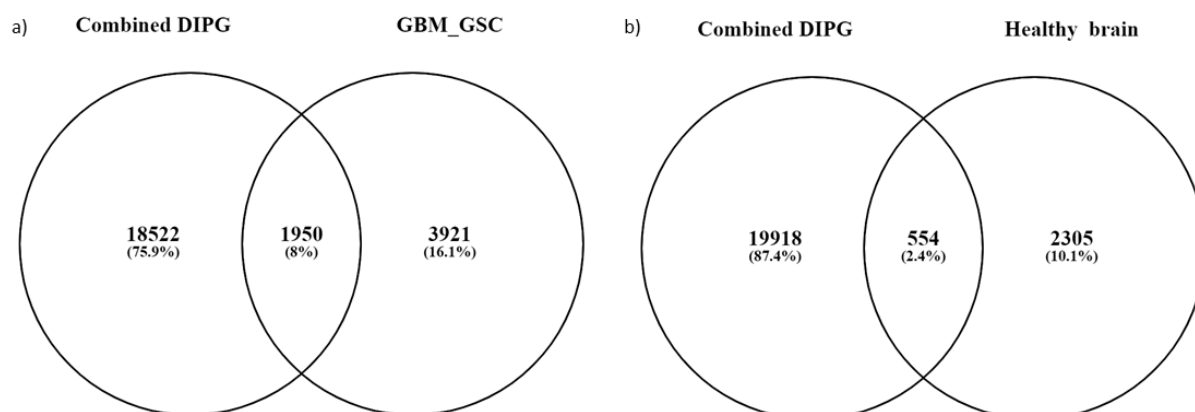 a)
Combined DIPG
GBM_GSC
18522
(75.9%)
1950
(8%)
3921
(16.1%)
b)
Combined DIPG
Healthy brain
19918
(87.4%)
554
(2.4%)
2305
(10.1%)